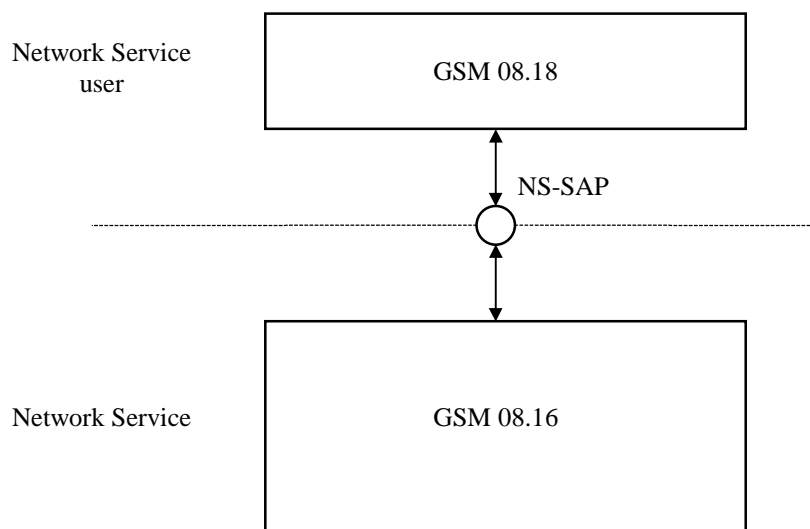 Network Service
user
GSM 08.18
NS-SAP
Network Service
GSM 08.16